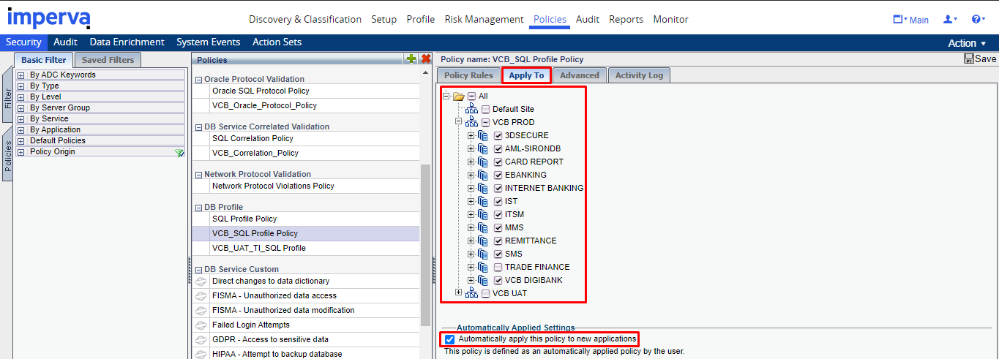 imperva
Discovery & Classification Setup Profile Risk Management Policies Audit Reports Monitor
Main
Security Audit Data Enrichment System Events Action Sets
Action
Filter
Policies
Basic Filter Saved Filters
By ADC Keywords
By Type
By Level
By Server Group
By Service
By Application
Default Policies
Policy Origin
Policies
Oracle Protocol Validation
Oracle SQL Protocol Policy
VCB_Oracle_Protocol_Policy
DB Service Correlated Validation
SQL Correlation Policy
VCB_Correlation_Policy
Network Protocol Validation
Network Protocol Violations Policy
DB Profile
SQL Profile Policy
VCB_SQL Profile Policy
VCB_UAT_TI_SQL Profile
DB Service Custom
Direct changes to data dictionary
FISMA - Unauthorized data access
FISMA - Unauthorized data modification
Failed Login Attempts
GDPR - Access to sensitive data
HIPAA - Attempt to backup database
Policy name: VCB_SQL Profile Policy
Save
Policy Rules Apply To Advanced Activity Log
All
Default Site
VCB PROD
3DSECURE
AML-SIRONDB
CARD REPORT
EBANKING
INTERNET BANKING
IST
ITSM
MMS
REMITTANCE
SMS
TRADE FINANCE
VCB DIGIBANK
VCB UAT
Automatically Applied Settings
Automatically apply this policy to new applications
This policy is defined as an automatically applied policy by the user.